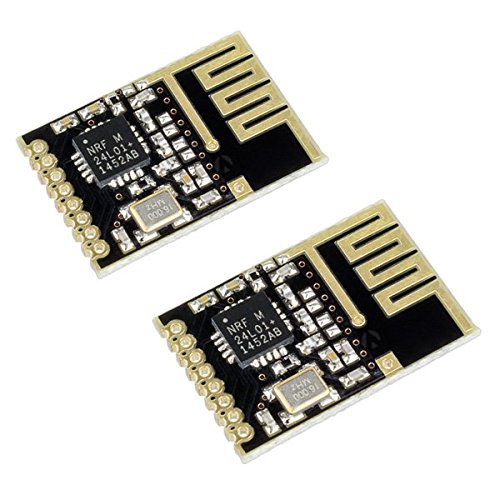 NRF M
24L01+
1452AB
16.000
MHz
NRF M
24L01+
1452AB
16.000
MHz